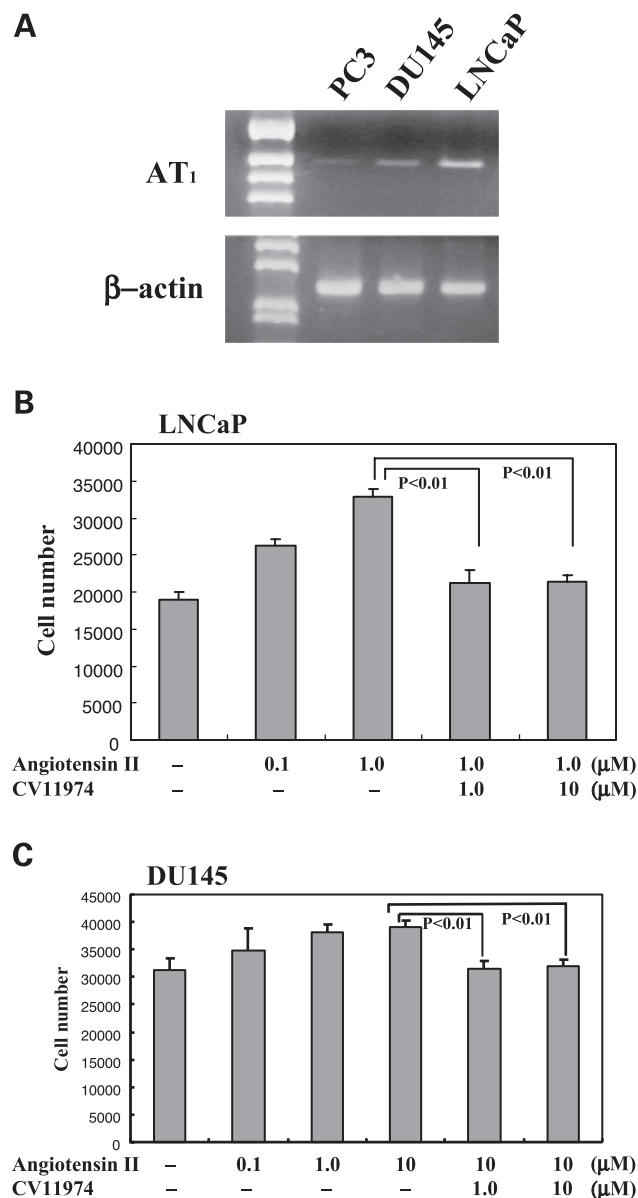 A
PC3 DU145 LNCaP
AT1
β–actin
B
LNCaP
40000
35000
30000
25000
20000
15000
10000
5000
0
Cell number
P<0.01 P<0.01
Angiotensin II – 0.1 1.0 1.0 1.0 (μM)
CV11974 – – – 1.0 10 (μM)
C
DU145
45000
40000
35000
30000
25000
20000
15000
10000
5000
0
Cell number
P<0.01 P<0.01
Angiotensin II – 0.1 1.0 10 10 10 (μM)
CV11974 – – – – 1.0 10 (μM)